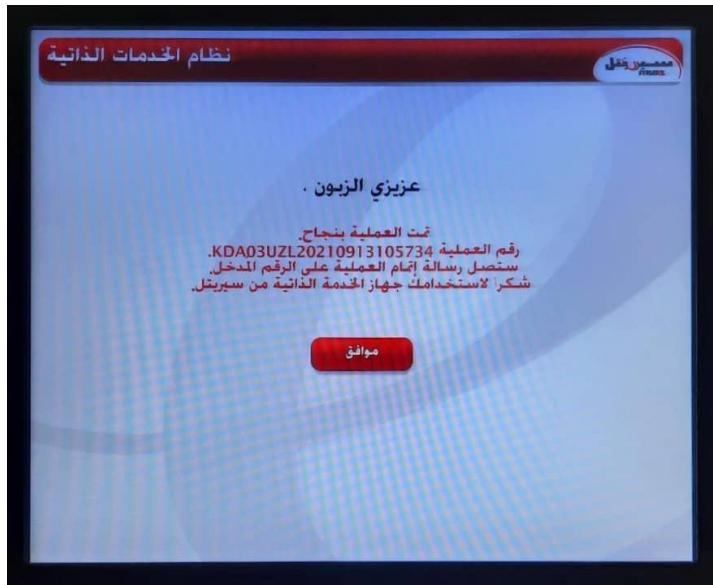 نظام الخدمات الذاتية
سيريتل
عزيزي الزبون .
تمت العملية بنجاح.
رقم العملية KDA03UZL20210913105734.
ستصل رسالة إتمام العملية على الرقم المدخل.
شكرا لاستخدامك جهاز الخدمة الذاتية من سيريتل.
موافق